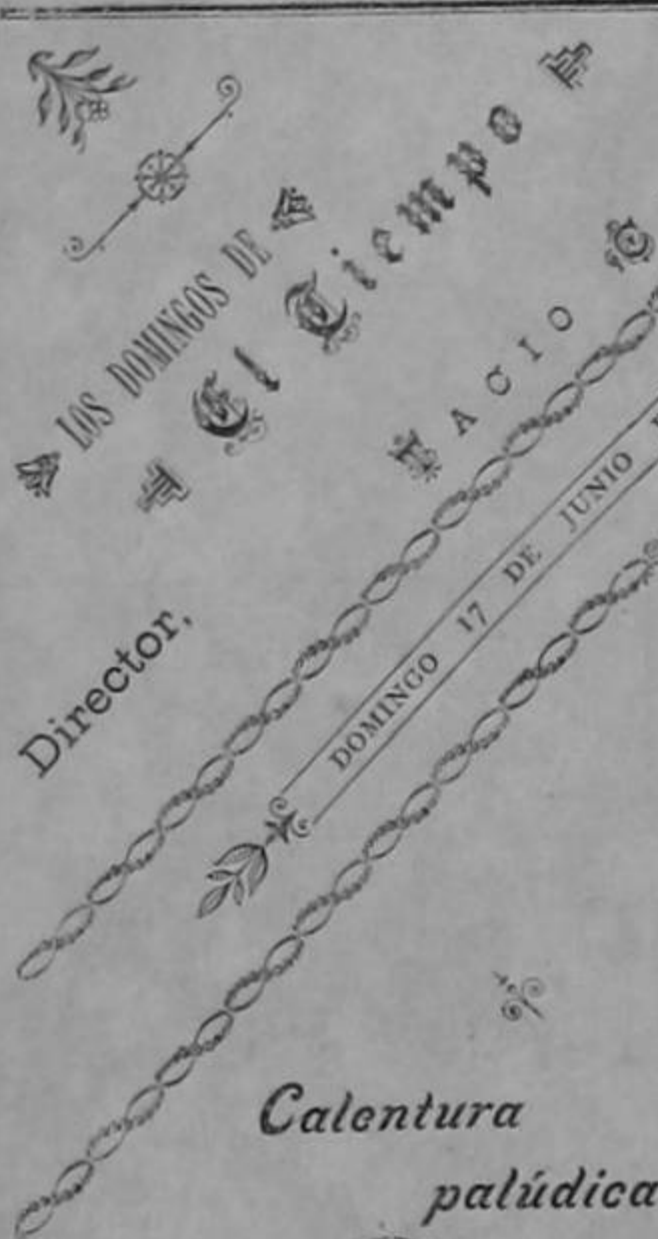 LOS DOMINGOS DE
El Tiempo
ACIO
Director,
DOMINGO 17 DE JUNIO
Calentura
palúdica